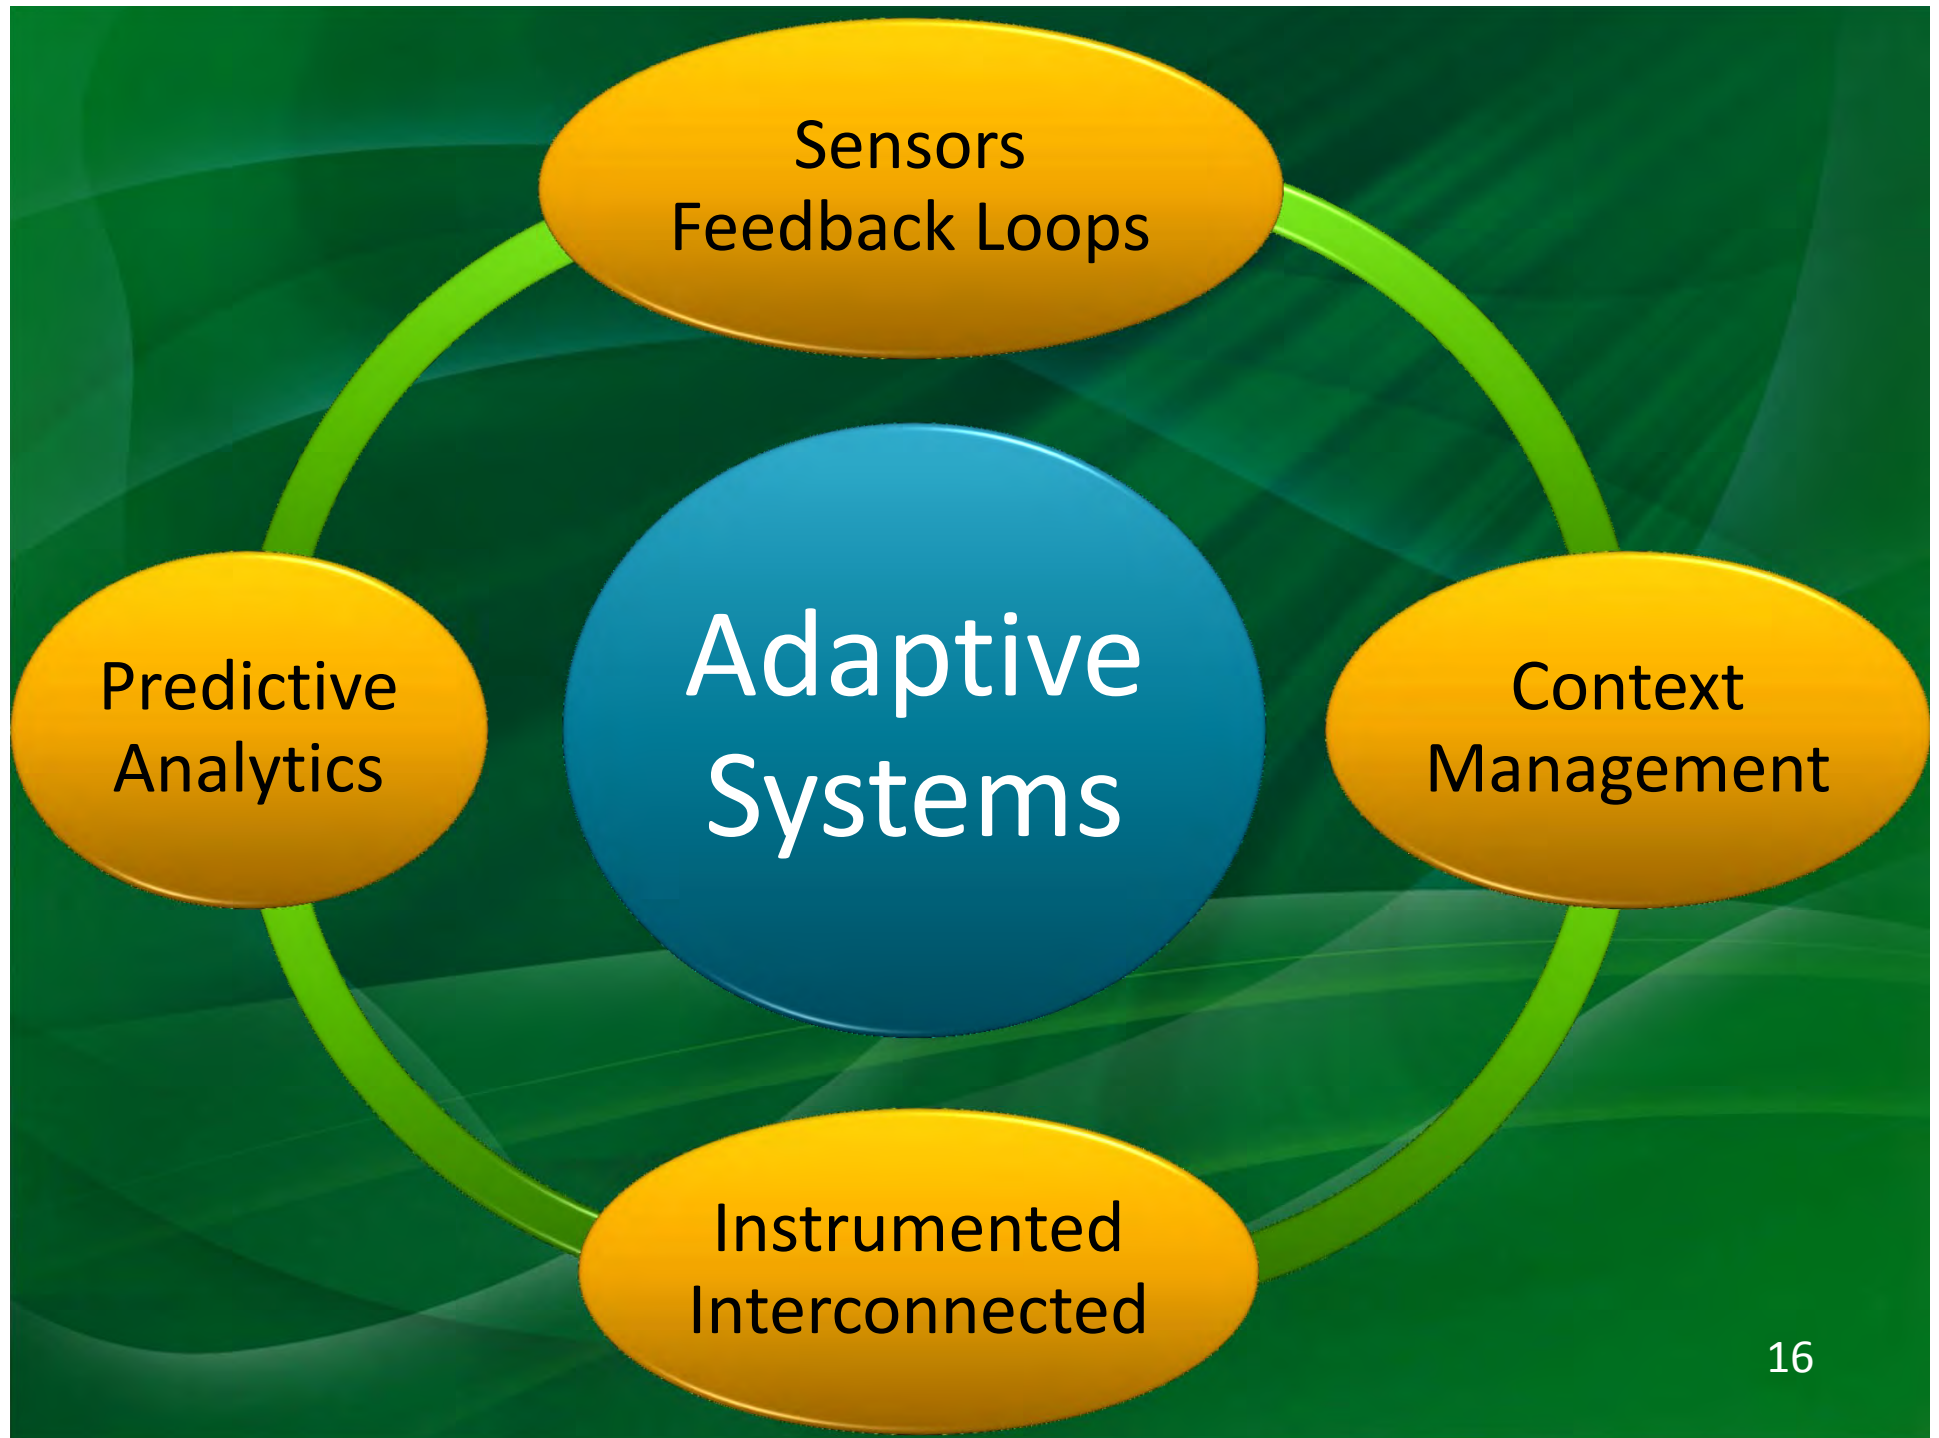 Sensors
Feedback Loops
Predictive
Analytics
Adaptive
Systems
Context
Management
Instrumented
Interconnected
16